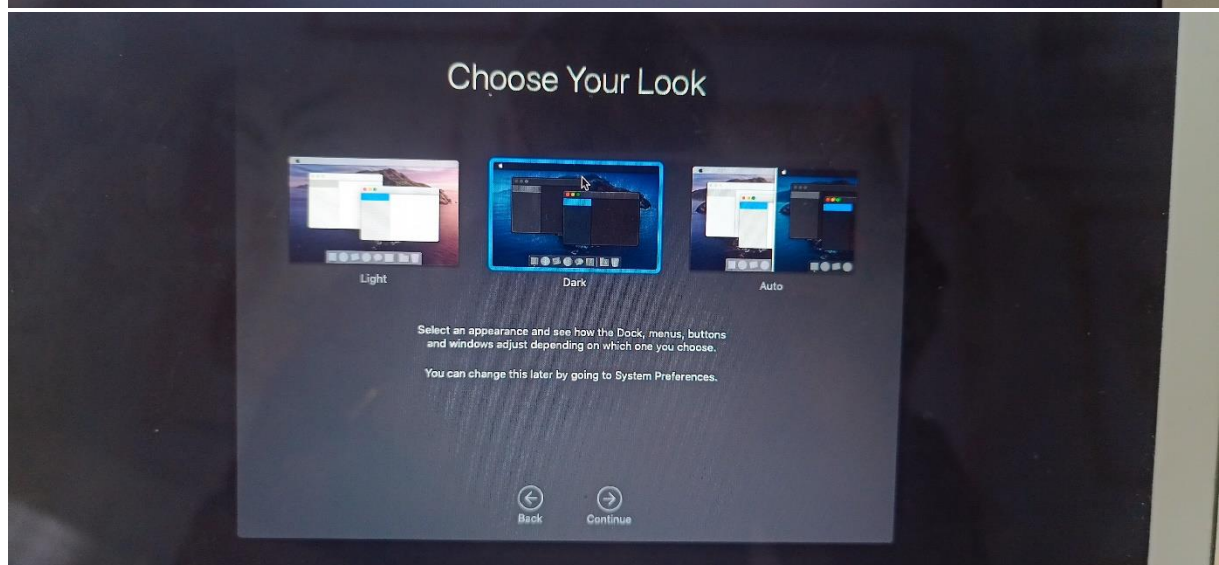 Choose Your Look
Light
Dark
Auto
Select an appearance and see how the Dock, menus, buttons
and windows adjust depending on which one you choose.
You can change this later by going to System Preferences.
Back
Continue